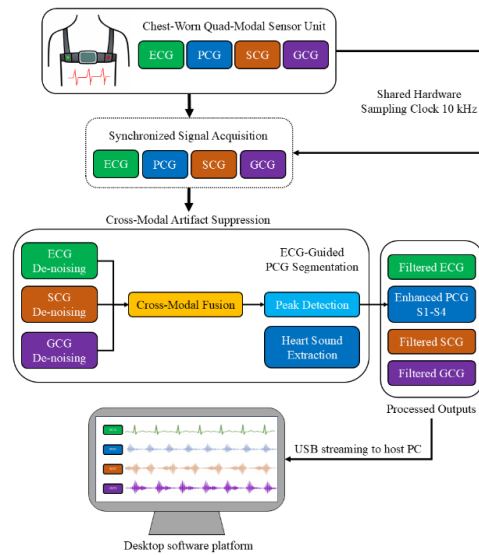 Chest-Worn Quad-Modal Sensor Unit
ECG PCG SCG GCG
Shared Hardware
Sampling Clock 10 kHz
Synchronized Signal Acquisition
ECG PCG SCG GCG
Cross-Modal Artifact Suppression
ECG
De-noising
SCG
De-noising
GCG
De-noising
Cross-Modal Fusion
ECG-Guided
PCG Segmentation
Peak Detection
Heart Sound
Extraction
Filtered ECG
Enhanced PCG
S1-S4
Filtered SCG
Filtered GCG
Processed Outputs
USB streaming to host PC
Desktop software platform